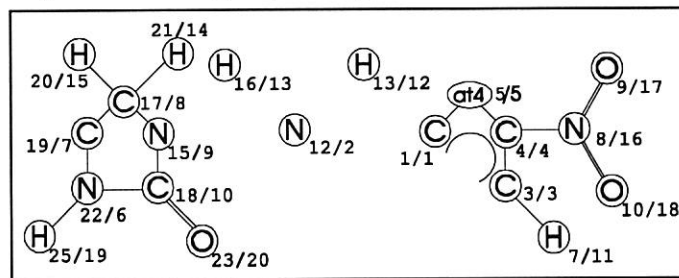 H 21/14
H 20/15
H 16/13
H 13/12
C 17/8
at4 5/5
O 9/17
C 19/7
N 15/9
N 12/2
C 1/1
C 4/4
N 8/16
N 22/6
C 18/10
C 3/3
O 10/18
H 25/19
O 23/20
H 7/11